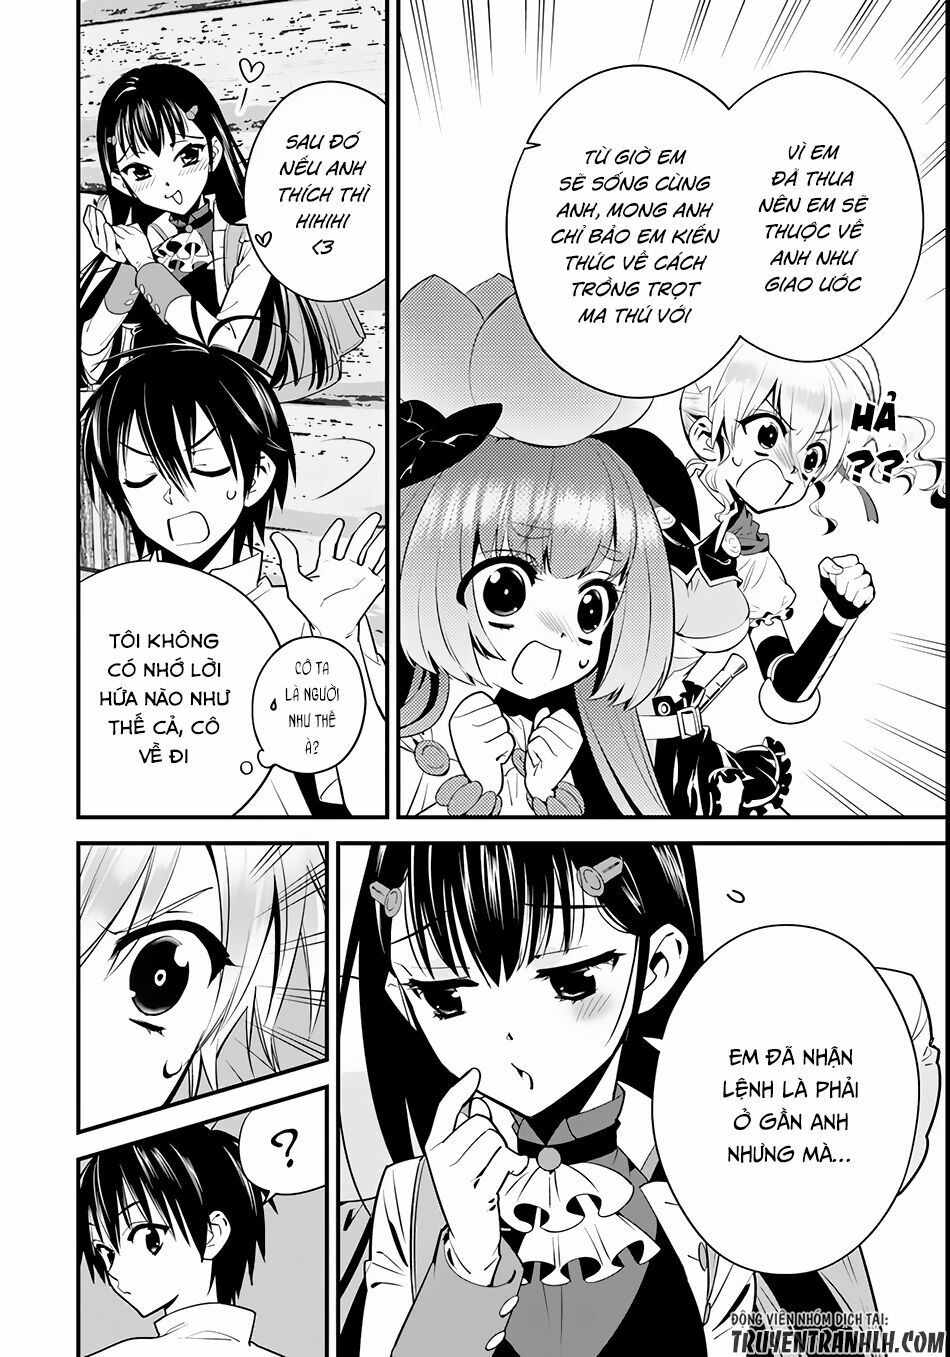 VÌ EM
ĐÃ THUA
NÊN EM SẼ
THUỘC VỀ
ANH NHƯ
GIAO ƯỚC
TỪ GIỜ EM
SẼ SỐNG CÙNG
ANH, MONG ANH
CHỈ BẢO EM KIẾN
THỨC VỀ CÁCH
TRỒNG TRỌT
MA THÚ VỚI
HẢ
??
SAU ĐÓ
NẾU ANH
THÍCH THÌ
HIHIHI
<3
CÔ TA
LÀ NGƯỜI
NHƯ THẾ
À?
TÔI KHÔNG
CÓ NHỚ LỜI
HỨA NÀO NHƯ
THẾ CẢ, CÔ
VỀ ĐI
EM ĐÃ NHẬN
LỆNH LÀ PHẢI
Ở GẦN ANH
NHƯNG MÀ...
?
ĐỘNG VIÊN NHÓM DỊCH TẠI:
TRUYENTRANHLH.COM